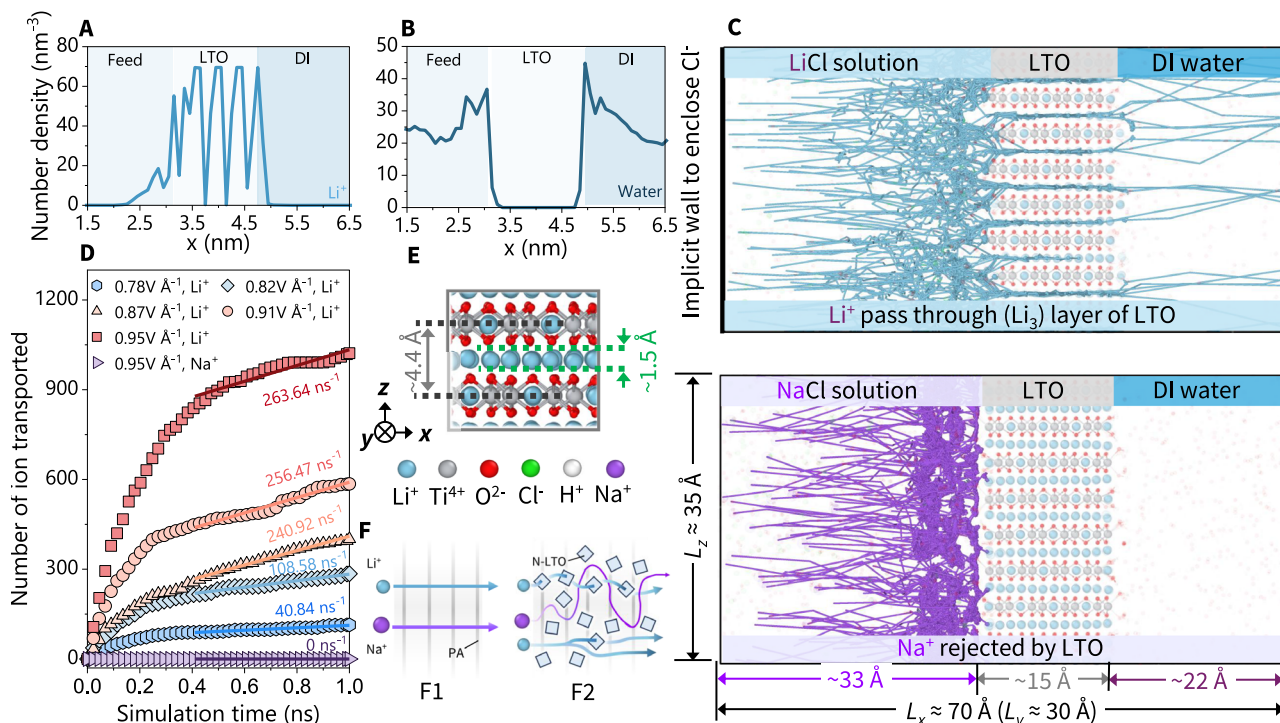 A
Feed
LTO
DI
80
60
40
20
0
1.5
2.5
3.5
4.5
5.5
6.5
Number density (nm⁻³)
x (nm)
Li⁺
B
Feed
LTO
DI
50
40
30
20
10
0
1.5
2.5
3.5
4.5
5.5
6.5
x (nm)
Water
C
Implicit wall to enclose Cl⁻
LiCl solution
LTO
DI water
Li⁺ pass through (Li₃) layer of LTO
NaCl solution
LTO
DI water
Na⁺ rejected by LTO
L_z ≈ 35 Å
~33 Å
~15 Å
~22 Å
Lₓ ≈ 70 Å (L_y ≈ 30 Å)
D
0.78V Å⁻¹, Li⁺
0.82V Å⁻¹, Li⁺
0.87V Å⁻¹, Li⁺
0.91V Å⁻¹, Li⁺
0.95V Å⁻¹, Li⁺
0.95V Å⁻¹, Na⁺
1200
900
600
300
0
Number of ion transported
263.64 ns⁻¹
256.47 ns⁻¹
240.92 ns⁻¹
108.58 ns⁻¹
40.84 ns⁻¹
0 ns⁻¹
0.0
0.2
0.4
0.6
0.8
1.0
Simulation time (ns)
E
~4.4 Å
~1.5 Å
z
y
x
Li⁺
Ti⁴⁺
O²⁻
Cl⁻
H⁺
Na⁺
F
Li⁺
Na⁺
PA
N-LTO
F1
F2